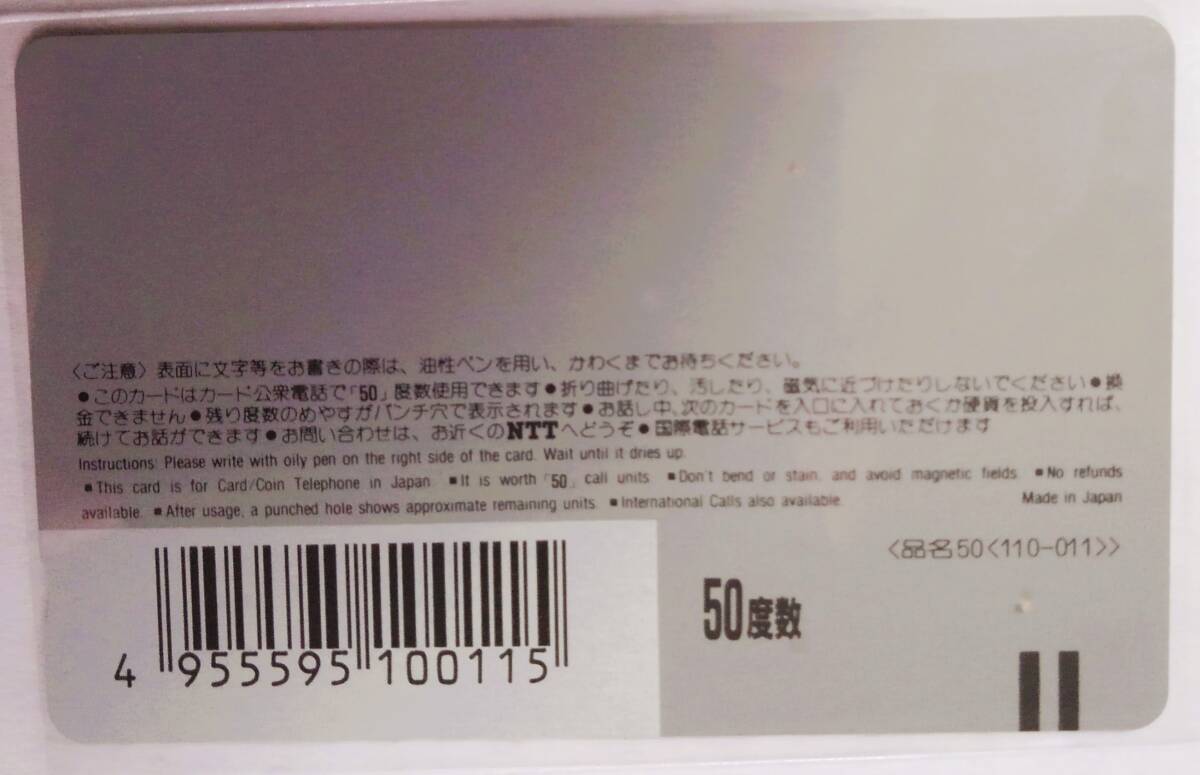 〈ご注意〉表面に文字等をお書きの際は、油性ペンを用い、かわくまでお待ちください。
●このカードはカード公衆電話で「50」度数使用できます●折り曲げたり、汚したり、磁気に近づけたりしないでください●換
金できません●残り度数のめやすがパンチ穴で表示されます●お話し中、次のカードを入口に入れておくか硬貨を投入すれば、
続けてお話ができます●お問い合わせは、お近くのNTTへどうぞ●国際電話サービスもご利用いただけます
Instructions: Please write with oily pen on the right side of the card. Wait until it dries up.
■This card is for Card/Coin Telephone in Japan ■It is worth「50」call units ■Don't bend or stain, and avoid magnetic fields ■No refunds
available. ■After usage, a punched hole shows approximate remaining units. ■International Calls also available.
Made in Japan
〈品名50〈110-011〉〉
50度数
4 955595 100115